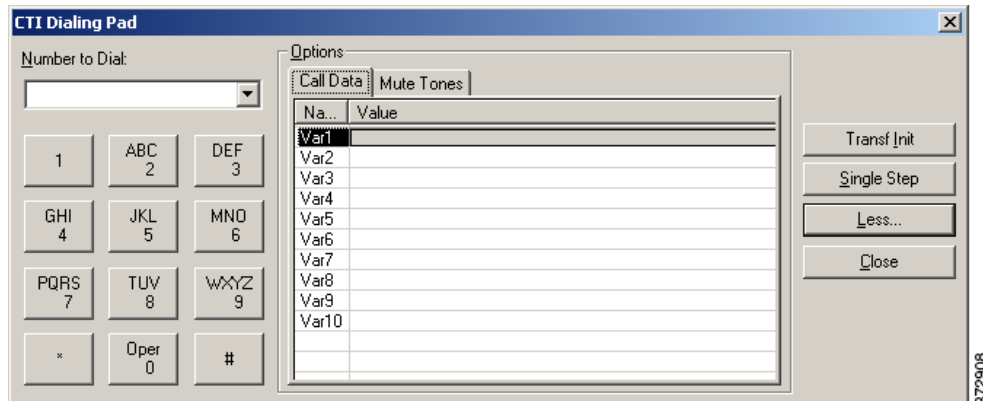 CTI Dialing Pad
Number to Dial:
1
ABC
2
DEF
3
GHI
4
JKL
5
MNO
6
PQRS
7
TUV
8
WXYZ
9
*
Oper
0
#
Options
Call Data
Mute Tones
Na... Value
Var1
Var2
Var3
Var4
Var5
Var6
Var7
Var8
Var9
Var10
Transf Init
Single Step
Less...
Close
372908